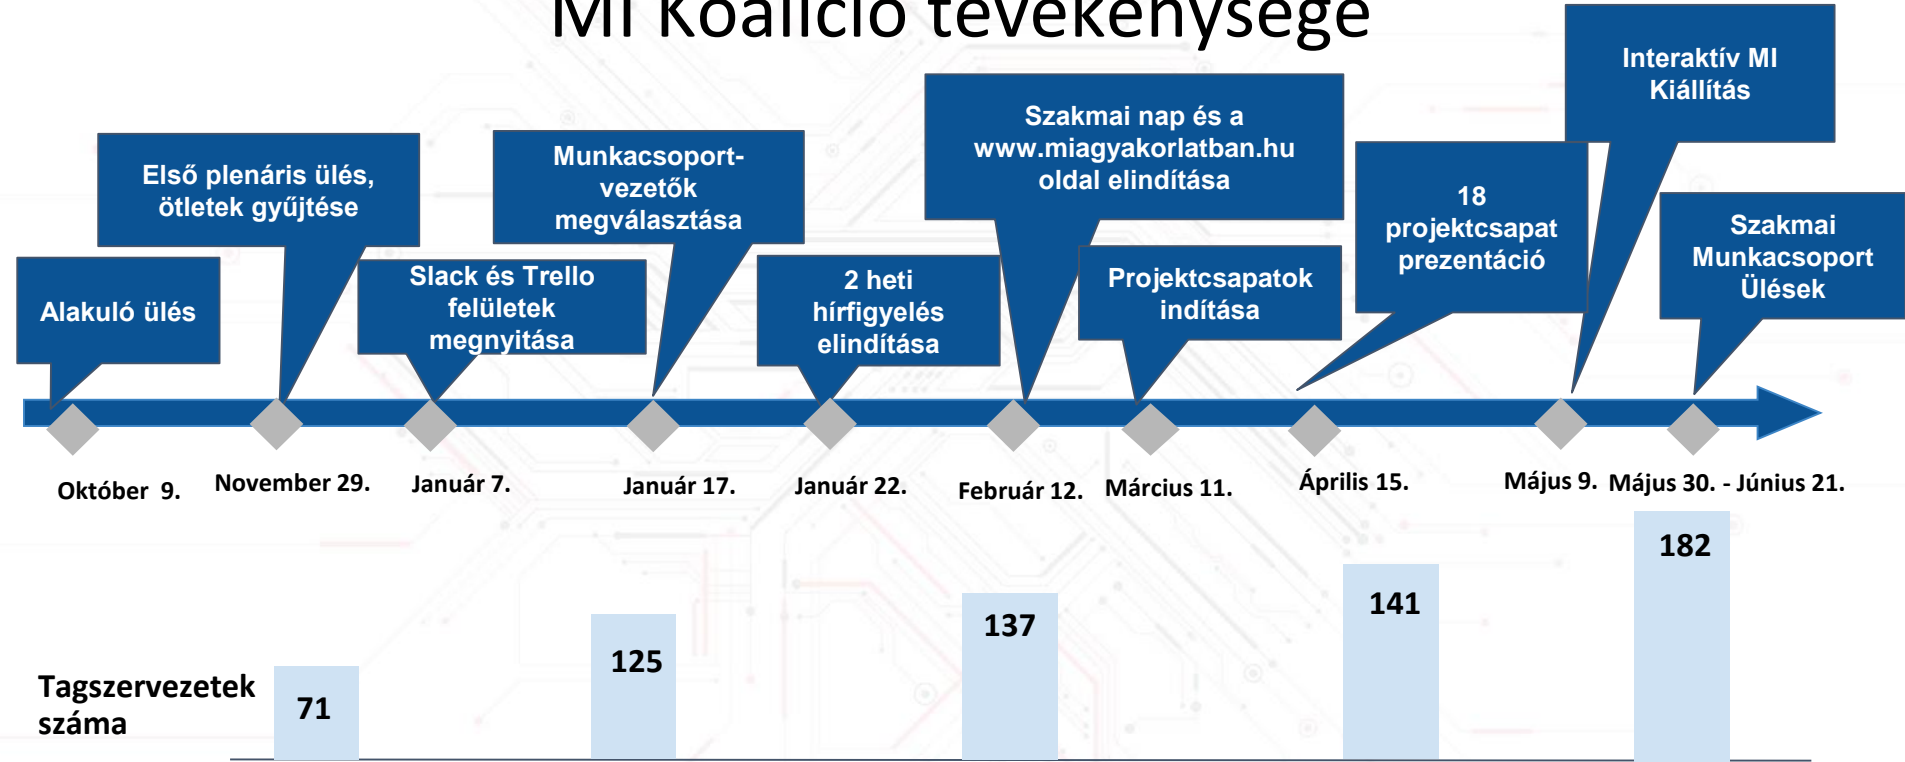 MI Koalíció tevékenysége
Interaktív MI
Kiállítás
Szakmai nap és a
www.miagyakorlatban.hu
oldal elindítása
Munkacsoport-
vezetők
megválasztása
Első plenáris ülés,
ötletek gyűjtése
18
projektcsapat
prezentáció
Szakmai
Munkacsoport
Ülések
Alakuló ülés
Slack és Trello
felületek
megnyitása
2 heti
hírfigyelés
elindítása
Projektcsapatok
indítása
Október 9.
November 29.
Január 7.
Január 17.
Január 22.
Február 12.
Március 11.
Április 15.
Május 9.
Május 30. - Június 21.
Tagszervezetek
száma
71
125
137
141
182